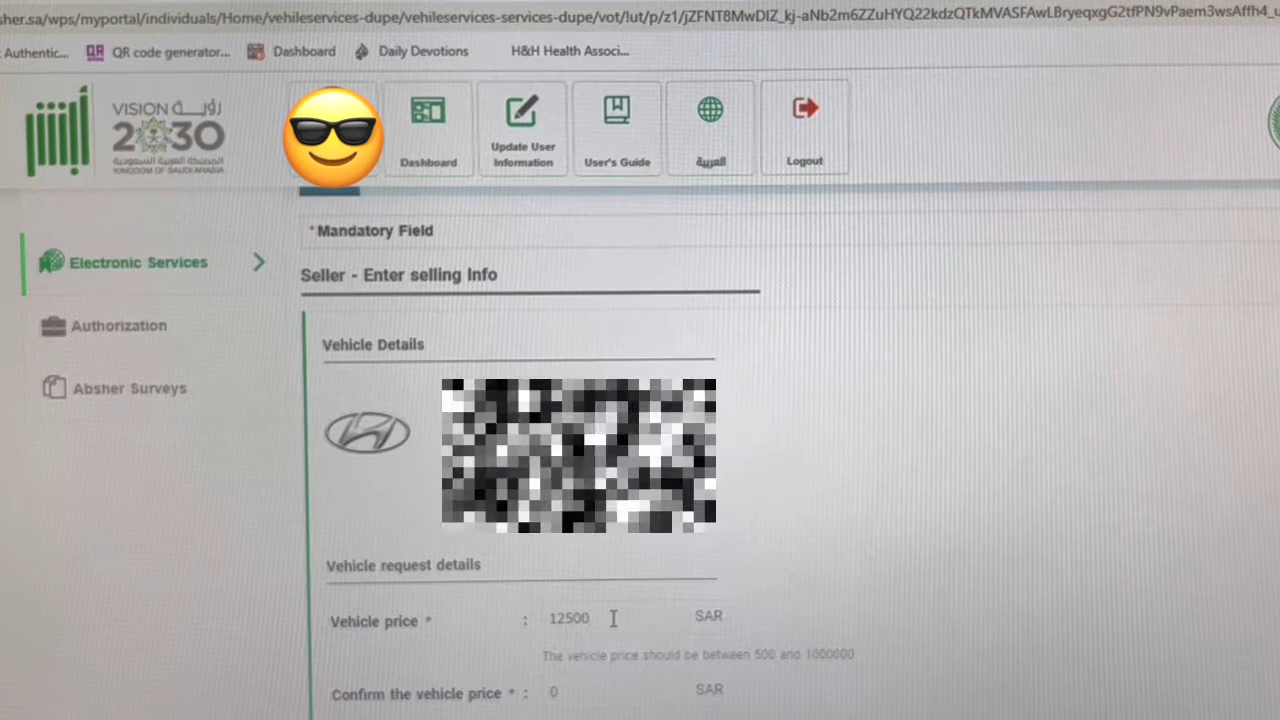 sher.sa/wps/myportal/individuals/Home/vehileservices-dupe/vehileservices-services-dupe/vot/lut/p/z1/
Authentic...
QR code generator...
Dashboard
Daily Devotions
H&H Health Associ...
أبشر
VISION رؤية
2030
المملكة العربية السعودية
KINGDOM OF SAUDI ARABIA
Dashboard
Update User
Information
User's Guide
العربية
Logout
* Mandatory Field
Electronic Services
Authorization
Absher Surveys
Seller - Enter selling Info
Vehicle Details
Vehicle request details
Vehicle price * : 12500 SAR
The vehicle price should be between 500 and 1000000
Confirm the vehicle price * : 0 SAR